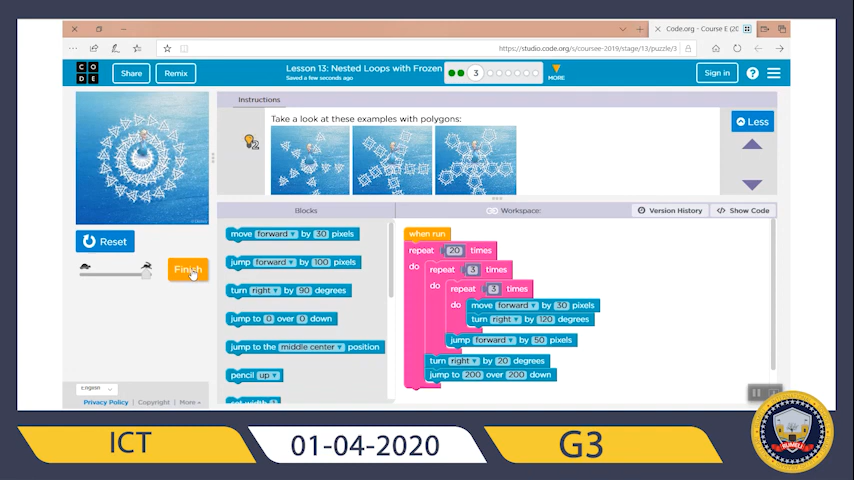 Code.org - Course E (20
https://studio.code.org/s/coursee-2019/stage/13/puzzle/3
C O
D E
Share
Remix
Lesson 13: Nested Loops with Frozen
Saved a few seconds ago
3
MORE
Sign in
?
Instructions
Take a look at these examples with polygons:
2
Less
Blocks
Workspace:
Version History
</> Show Code
Reset
Finish
move forward by 30 pixels
jump forward by 100 pixels
turn right by 90 degrees
jump to 0 over 0 down
jump to the middle center position
pencil up
set width 1
when run
repeat 20 times
do repeat 3 times
do repeat 3 times
do move forward by 30 pixels
turn right by 120 degrees
jump forward by 50 pixels
turn right by 20 degrees
jump to 200 over 200 down
English
Privacy Policy | Copyright | More
ICT
01-04-2020
G3